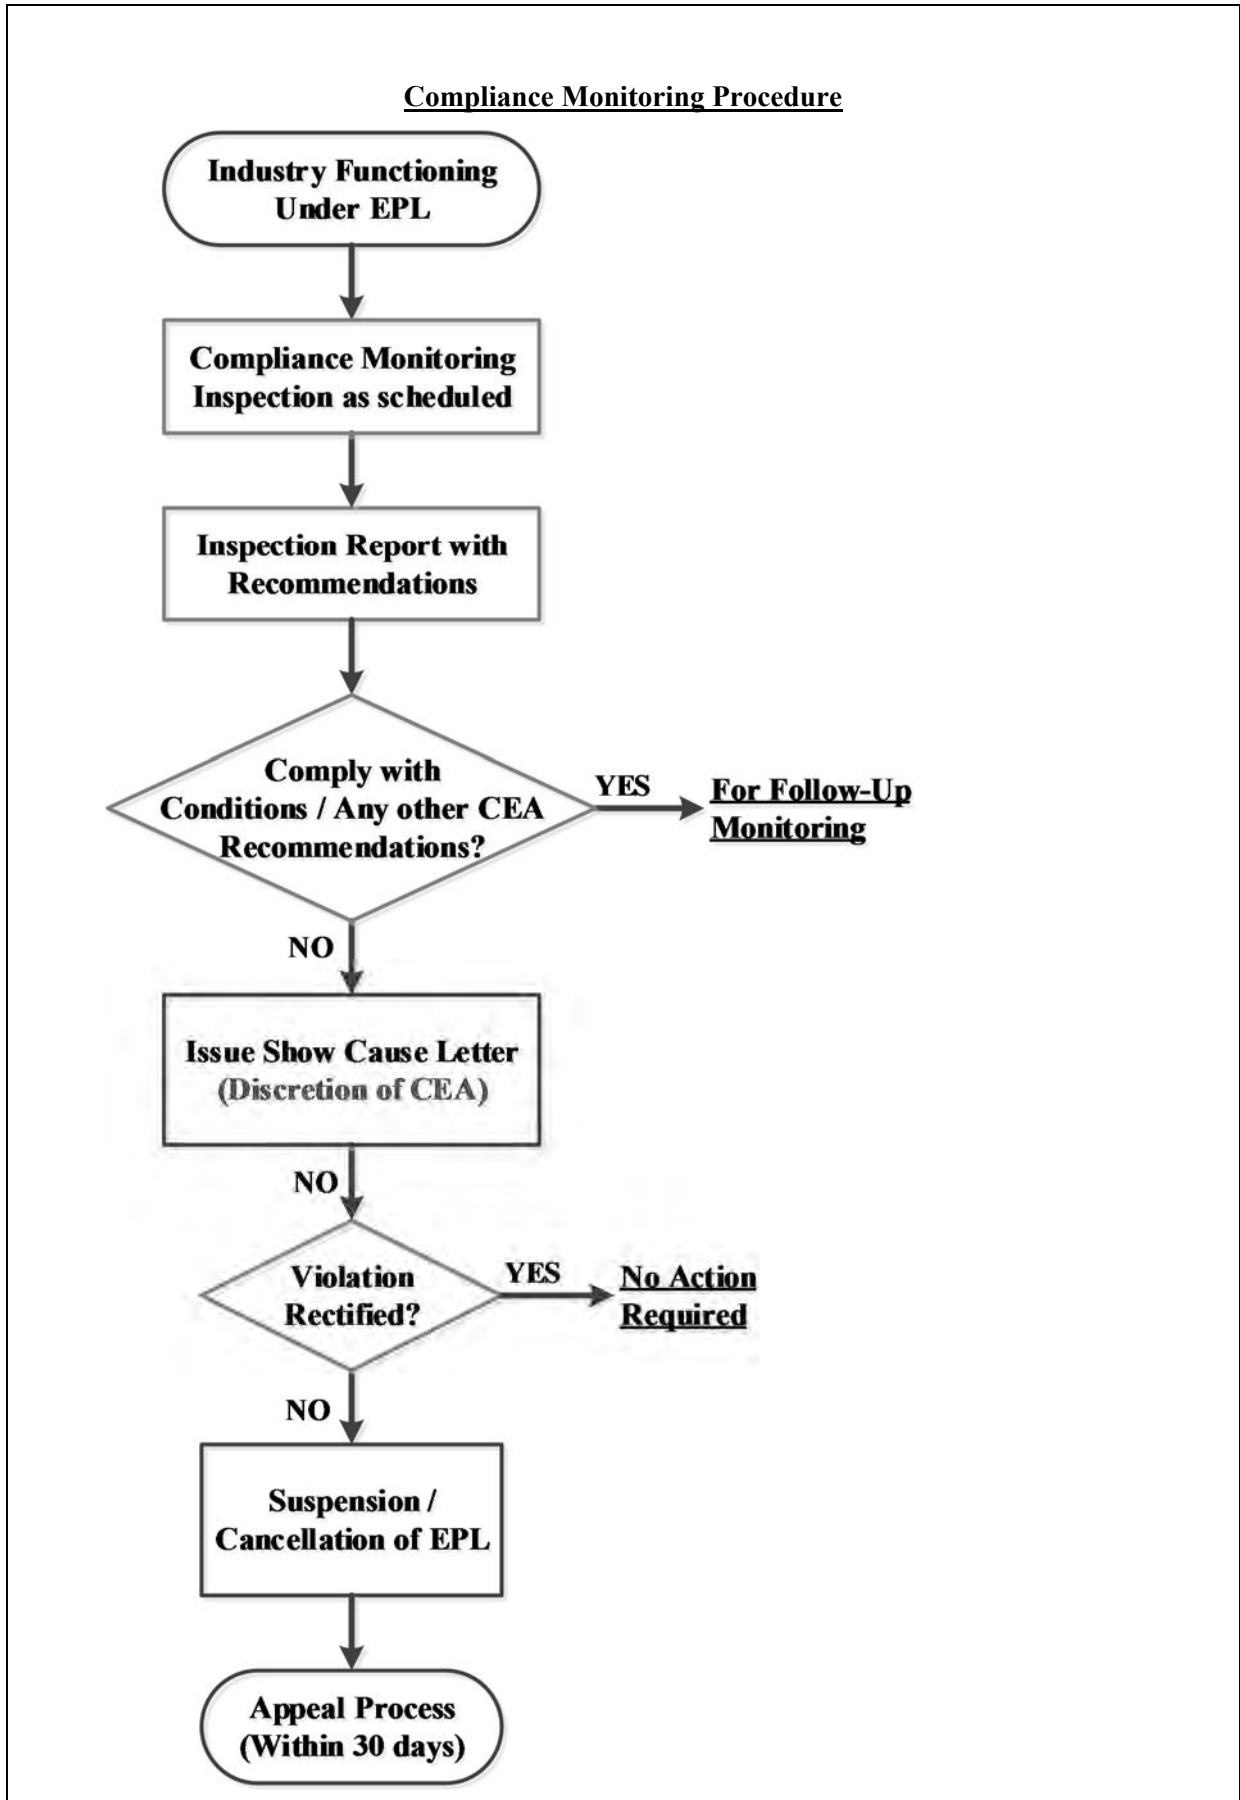 Compliance Monitoring Procedure
Industry Functioning
Under EPL
Compliance Monitoring
Inspection as scheduled
Inspection Report with
Recommendations
Comply with
Conditions / Any other CEA
Recommendations?
YES
For Follow-Up
Monitoring
NO
Issue Show Cause Letter
(Discretion of CEA)
NO
Violation
Rectified?
YES
No Action
Required
NO
Suspension /
Cancellation of EPL
Appeal Process
(Within 30 days)